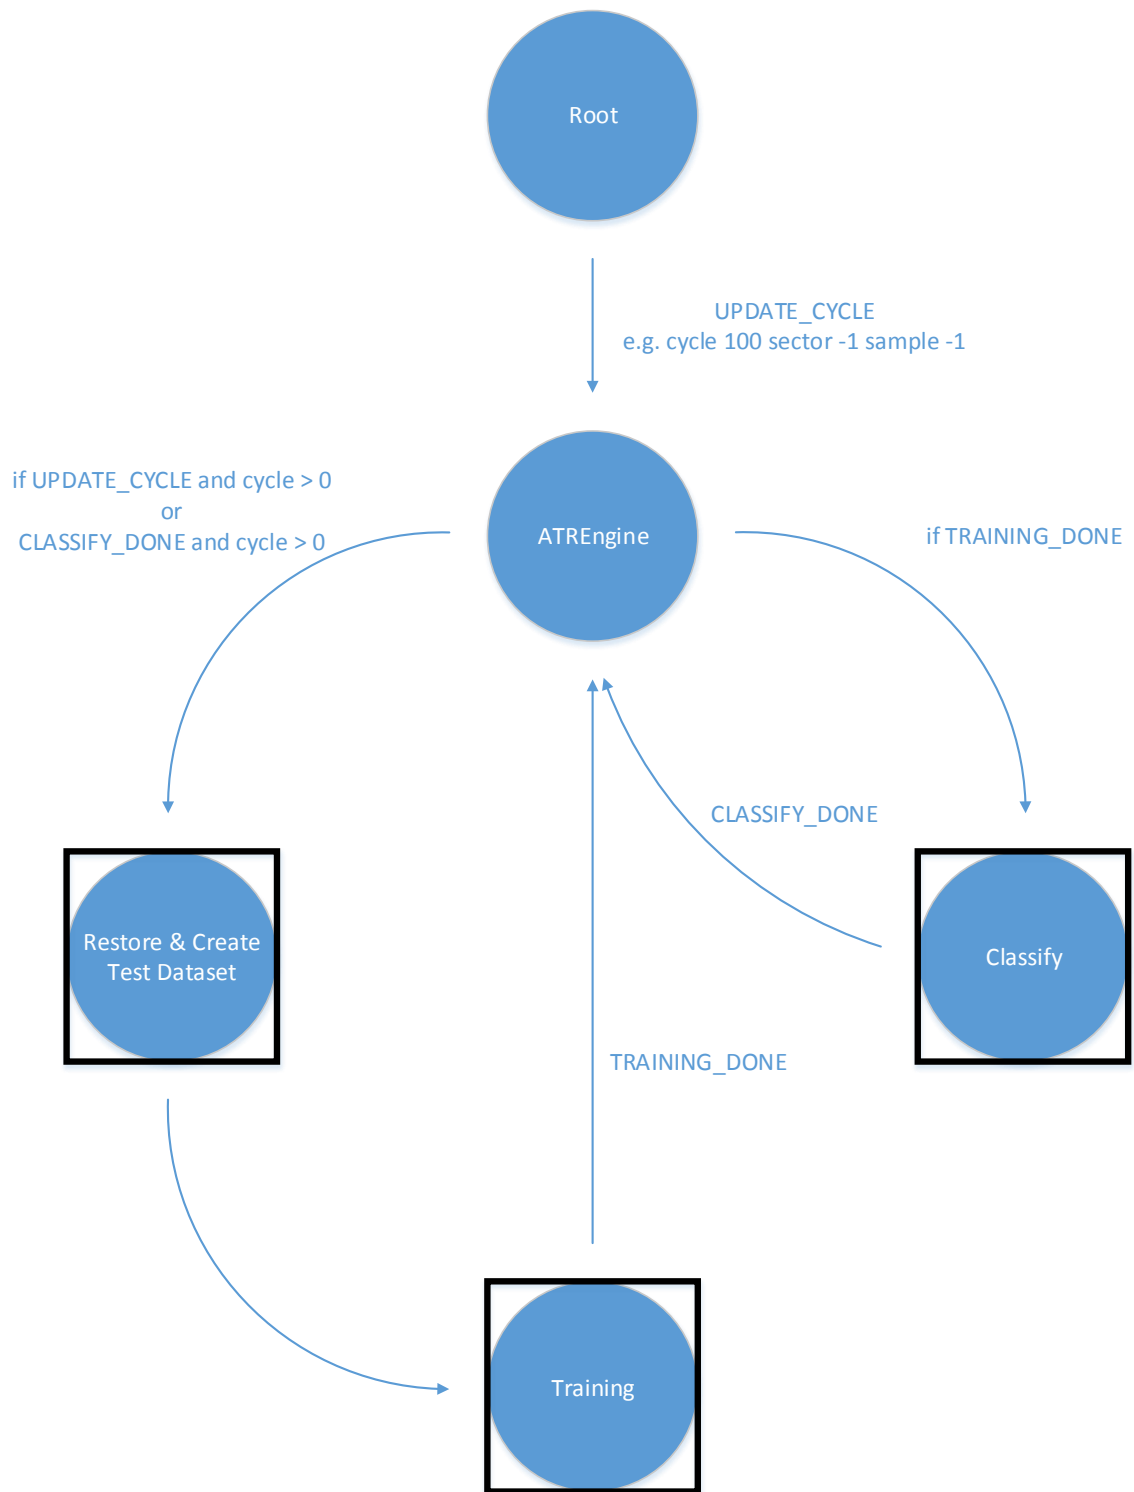 Root
UPDATE_CYCLE
e.g. cycle 100 sector -1 sample -1
if UPDATE_CYCLE and cycle > 0
or
CLASSIFY_DONE and cycle > 0
ATREngine
if TRAINING_DONE
CLASSIFY_DONE
Restore & Create
Test Dataset
Classify
TRAINING_DONE
Training